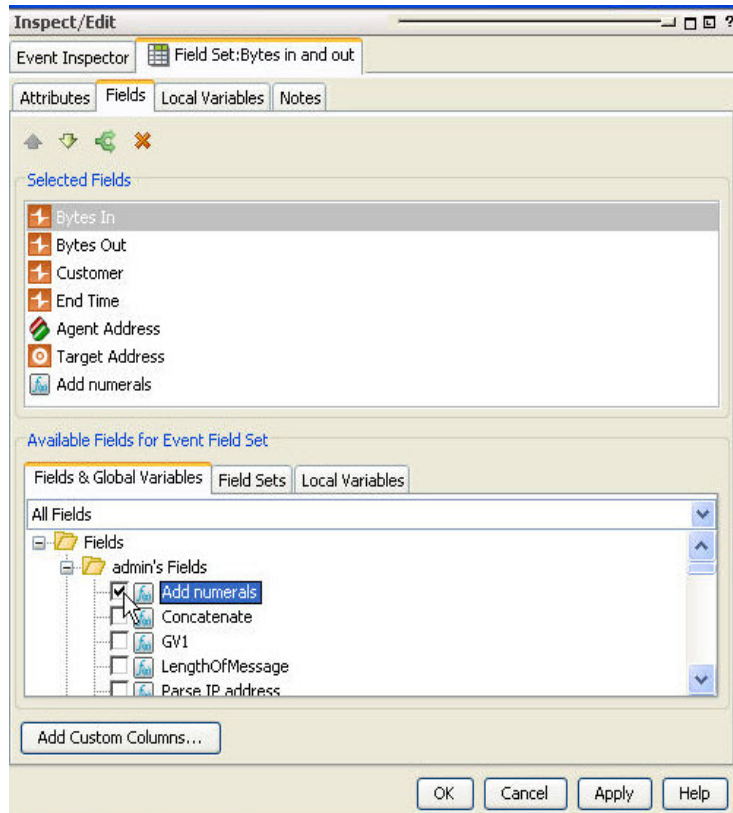 Inspect/Edit ?
Event Inspector Field Set:Bytes in and out
Attributes Fields Local Variables Notes
Selected Fields
Bytes In
Bytes Out
Customer
End Time
Agent Address
Target Address
Add numerals
Available Fields for Event Field Set
Fields & Global Variables Field Sets Local Variables
All Fields
Fields
admin's Fields
Add numerals
Concatenate
GV1
LengthOfMessage
Parse IP address
Add Custom Columns...
OK Cancel Apply Help